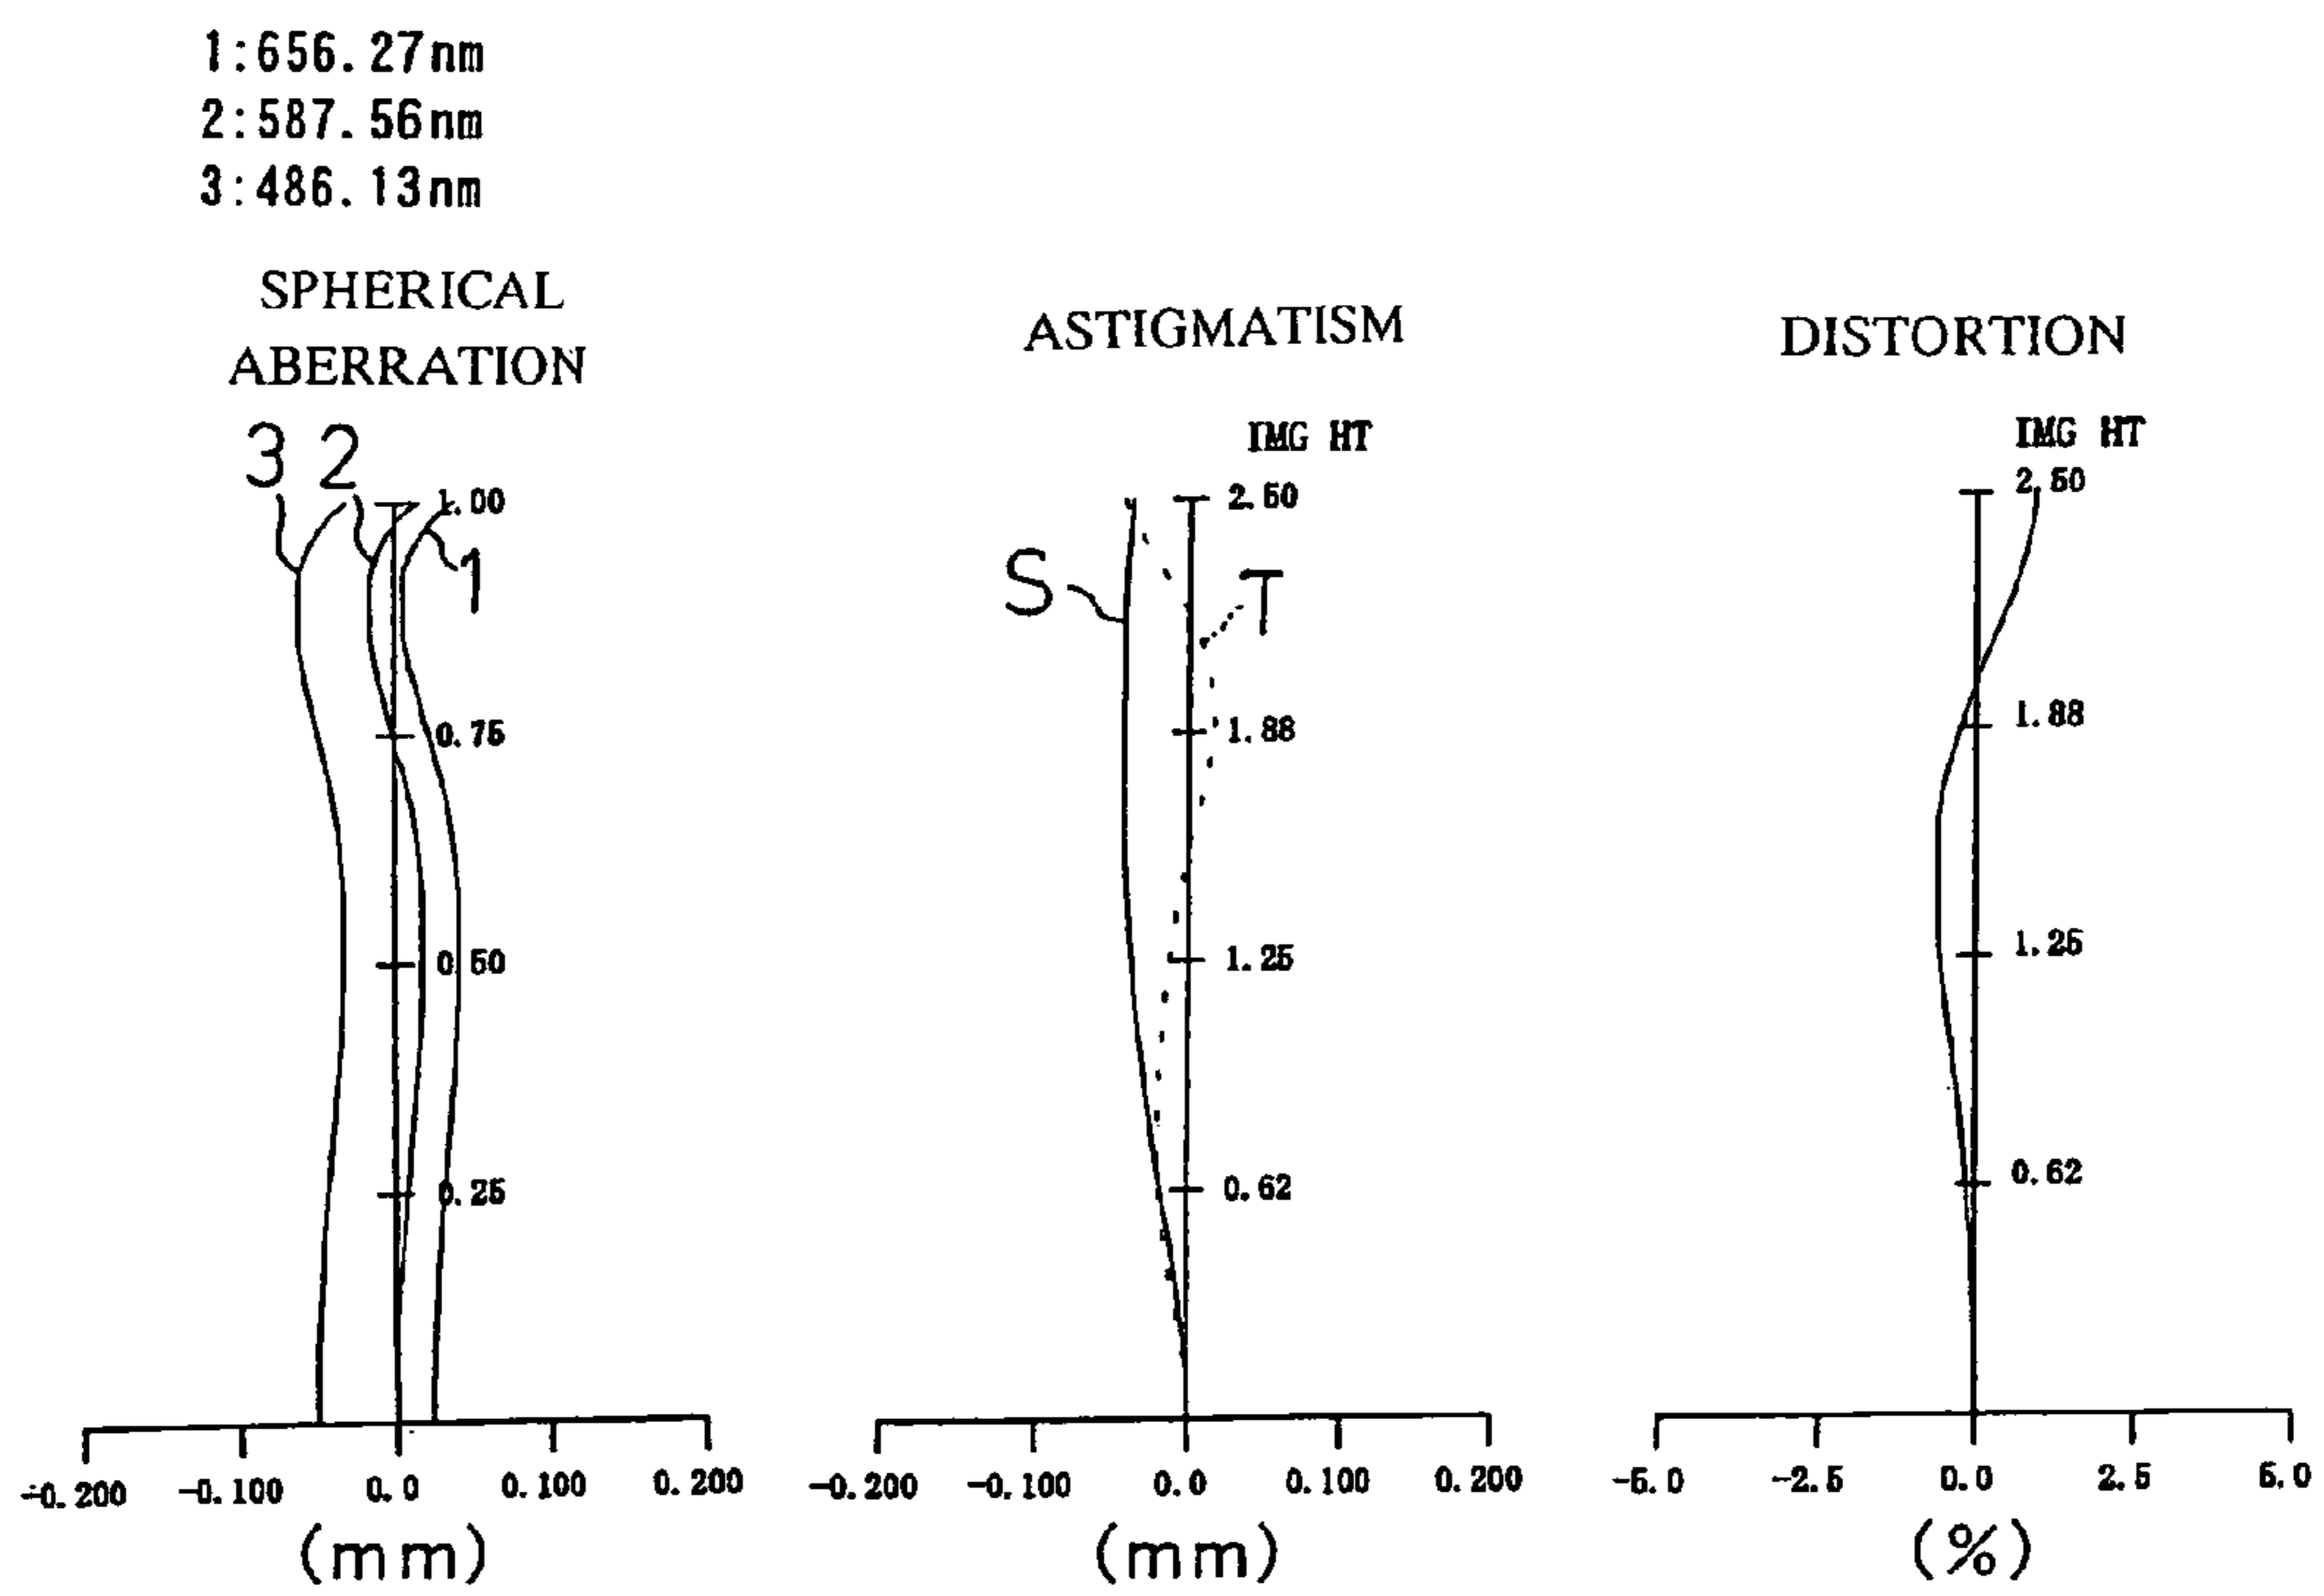 1:656.27nm
2:587.56nm
3:486.13nm
SPHERICAL
ABERRATION
3 2
1.00
1
0.75
0.50
0.25
-0.200 -0.100 0.0 0.100 0.200
(mm)
ASTIGMATISM
IMG HT
2.50
S
T
1.88
1.25
0.62
-0.200 -0.100 0.0 0.100 0.200
(mm)
DISTORTION
IMG HT
2.50
1.88
1.25
0.62
-5.0 -2.5 0.0 2.5 5.0
(%)